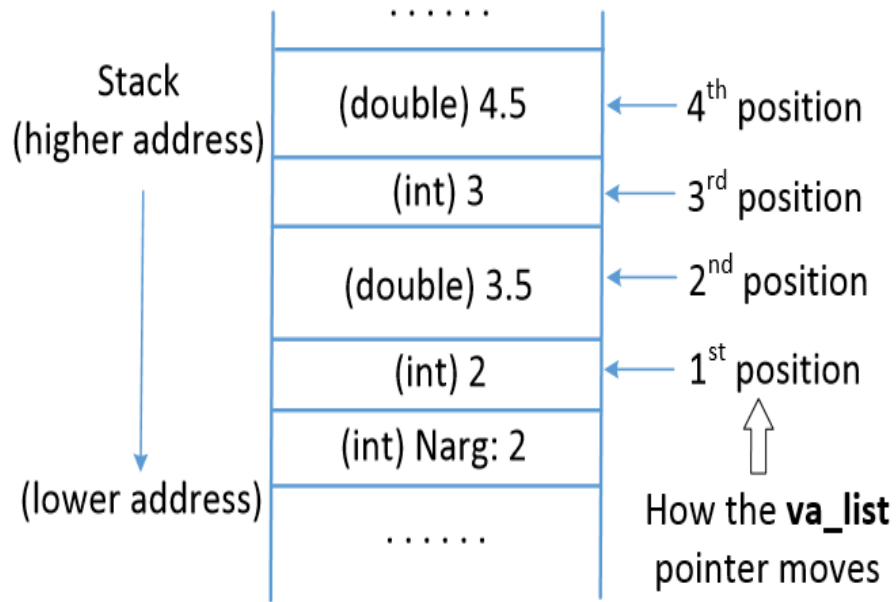 . . . . . .
Stack
(higher address)
(double) 4.5
4th position
(int) 3
3rd position
(double) 3.5
2nd position
(int) 2
1st position
(int) Narg: 2
(lower address)
. . . . . .
How the va_list
pointer moves